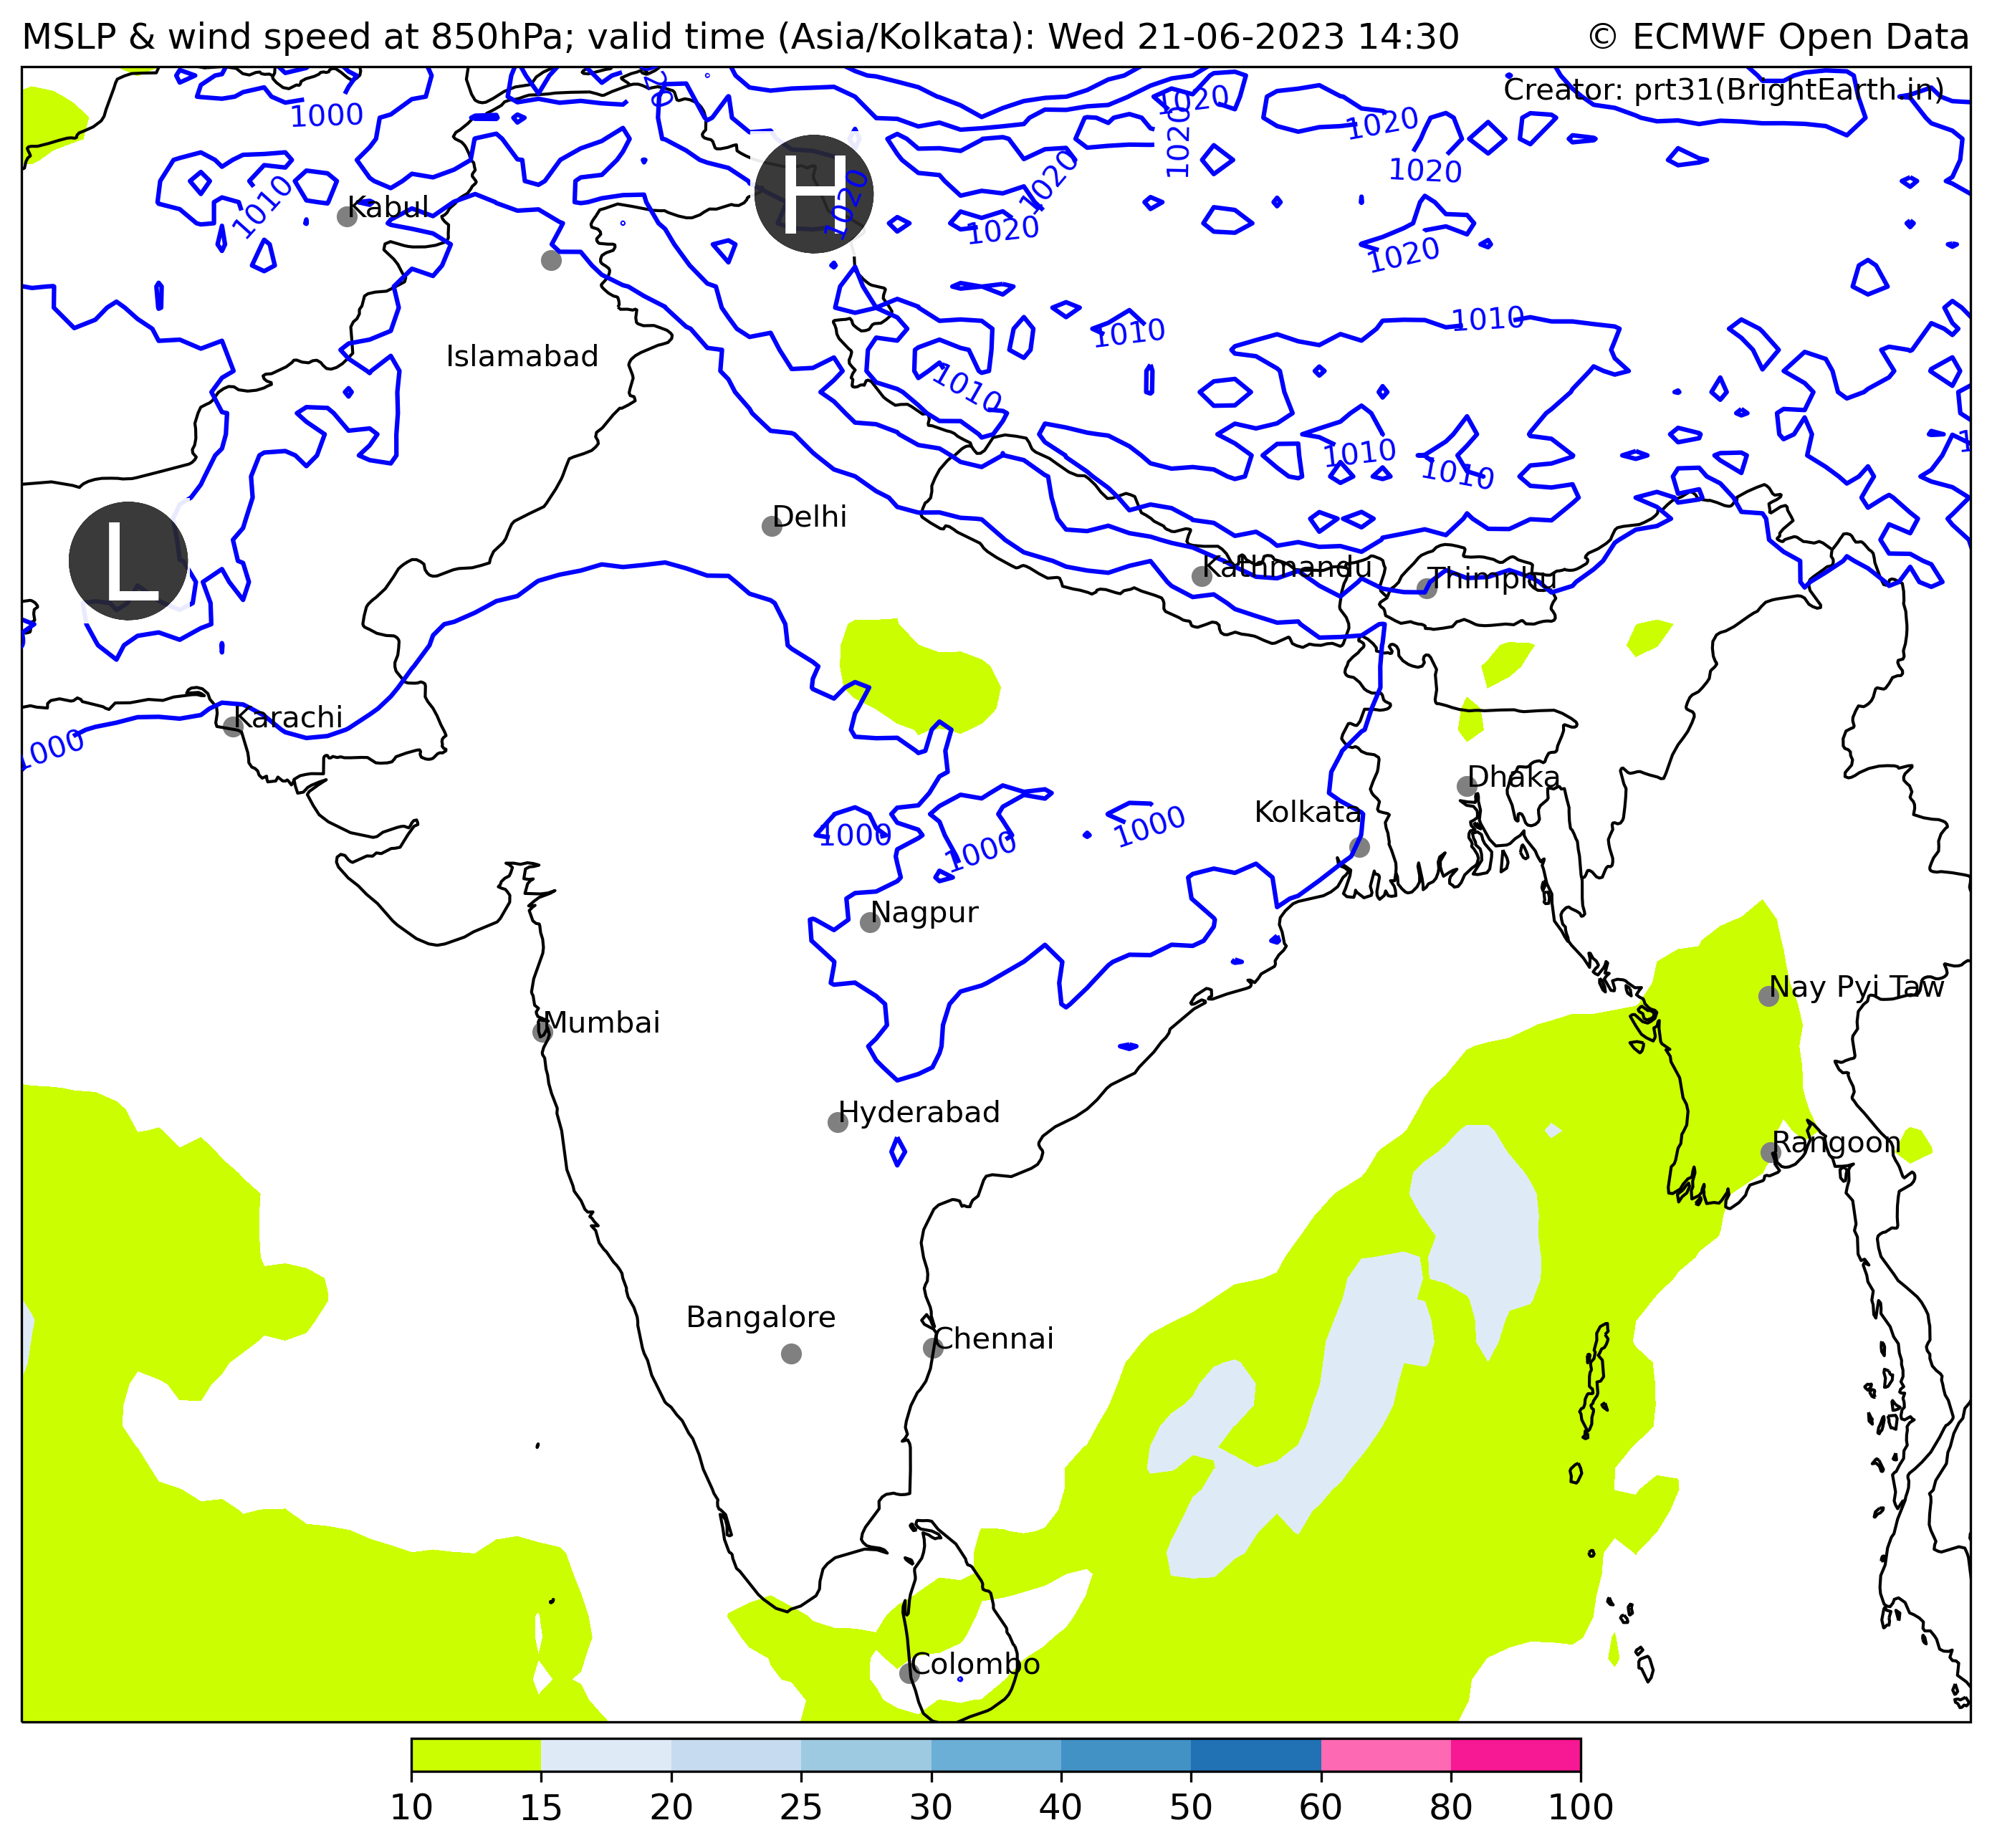 MSLP & wind speed at 850hPa; valid time (Asia/Kolkata): Wed 21-06-2023 14:30
© ECMWF Open Data
Creator: prt31(BrightEarth.in)
1000
20
1020
1020
1020
H
1020
1020
1020
1020
1020
1010
Kabul
Islamabad
1010
1010
1010
1010
1010
L
Delhi
Kathmandu
Thimphu
1000
Karachi
Dhaka
Kolkata
1000
1000
1000
Nagpur
Nay Pyi Taw
Mumbai
Hyderabad
Rangoon
Bangalore
Chennai
Colombo
10 15 20 25 30 40 50 60 80 100